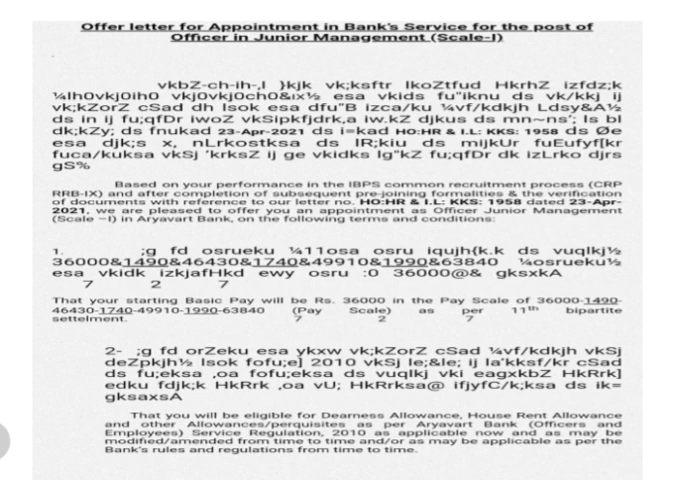 Offer letter for Appointment in Bank's Service for the post of
Officer in Junior Management (Scale-I)
vkbZ-ch-ih-,l }kjk vk;ksftr lkoZtfud HkrhZ izfdz;k
¼lh0vkj0ih0 vkj0vkj0ch0&ıx½ esa vkids fu"iknu ds vk/kkj ij
vk;kZorZ cSad dh lsok esa dfu"B izca/ku ¼vf/kdkjh Ldsy&A½
ds in ij fu;qfDr iwoZ vkSipkfjdrk,a iw.kZ djkus ds mn~ns'; ls bl
dk;kZy; ds fnukad 23-Apr-2021 ds i=kad HO:HR & I.L: KKS: 1958 ds Øe
esa djk;s x, nLrkostksa ds lR;kiu ds mijkUr fuEufyf[kr
fuca/kuksa vkSj 'krksZ ij ge vkidks lg"kZ fu;qfDr dk izLrko djrs
gS%
Based on your performance in the IBPS common recruitment process (CRP
RRB-IX) and after completion of subsequent pre-joining formalities & the verification
of documents with reference to our letter no. HO:HR & I.L: KKS: 1958 dated 23-Apr-
2021, we are pleased to offer you an appointment as Officer Junior Management
(Scale –I) in Aryavart Bank, on the following terms and conditions:
1. ;g fd osrueku ¼11osa osru iqujh{k.k ds vuqlkj½
36000&1490&46430&1740&49910&1990&63840 ¼osrueku½
esa vkidk izkjafHkd ewy osru :0 36000@& gksxkA
7 2 7
That your starting Basic Pay will be Rs. 36000 in the Pay Scale of 36000-1490-
46430-1740-49910-1990-63840 (Pay Scale) as per 11th bipartite
settelment. 7 2 7
2- ;g fd orZeku esa ykxw vk;kZorZ cSad ¼vf/kdkjh vkSj
deZpkjh½ lsok fofu;e] 2010 vkSj le;&le; ij la'kksf/kr cSad
ds fu;eksa ,oa fofu;eksa ds vuqlkj vki eagxkbZ HkRrk]
edku fdjk;k HkRrk ,oa vU; HkRrksa@ ifjyfC/k;ksa ds ik=
gksaxsA
That you will be eligible for Dearness Allowance, House Rent Allowance
and other Allowances/perquisites as per Aryavart Bank (Officers and
Employees) Service Regulation, 2010 as applicable now and as may be
modified/amended from time to time and/or as may be applicable as per the
Bank's rules and regulations from time to time.